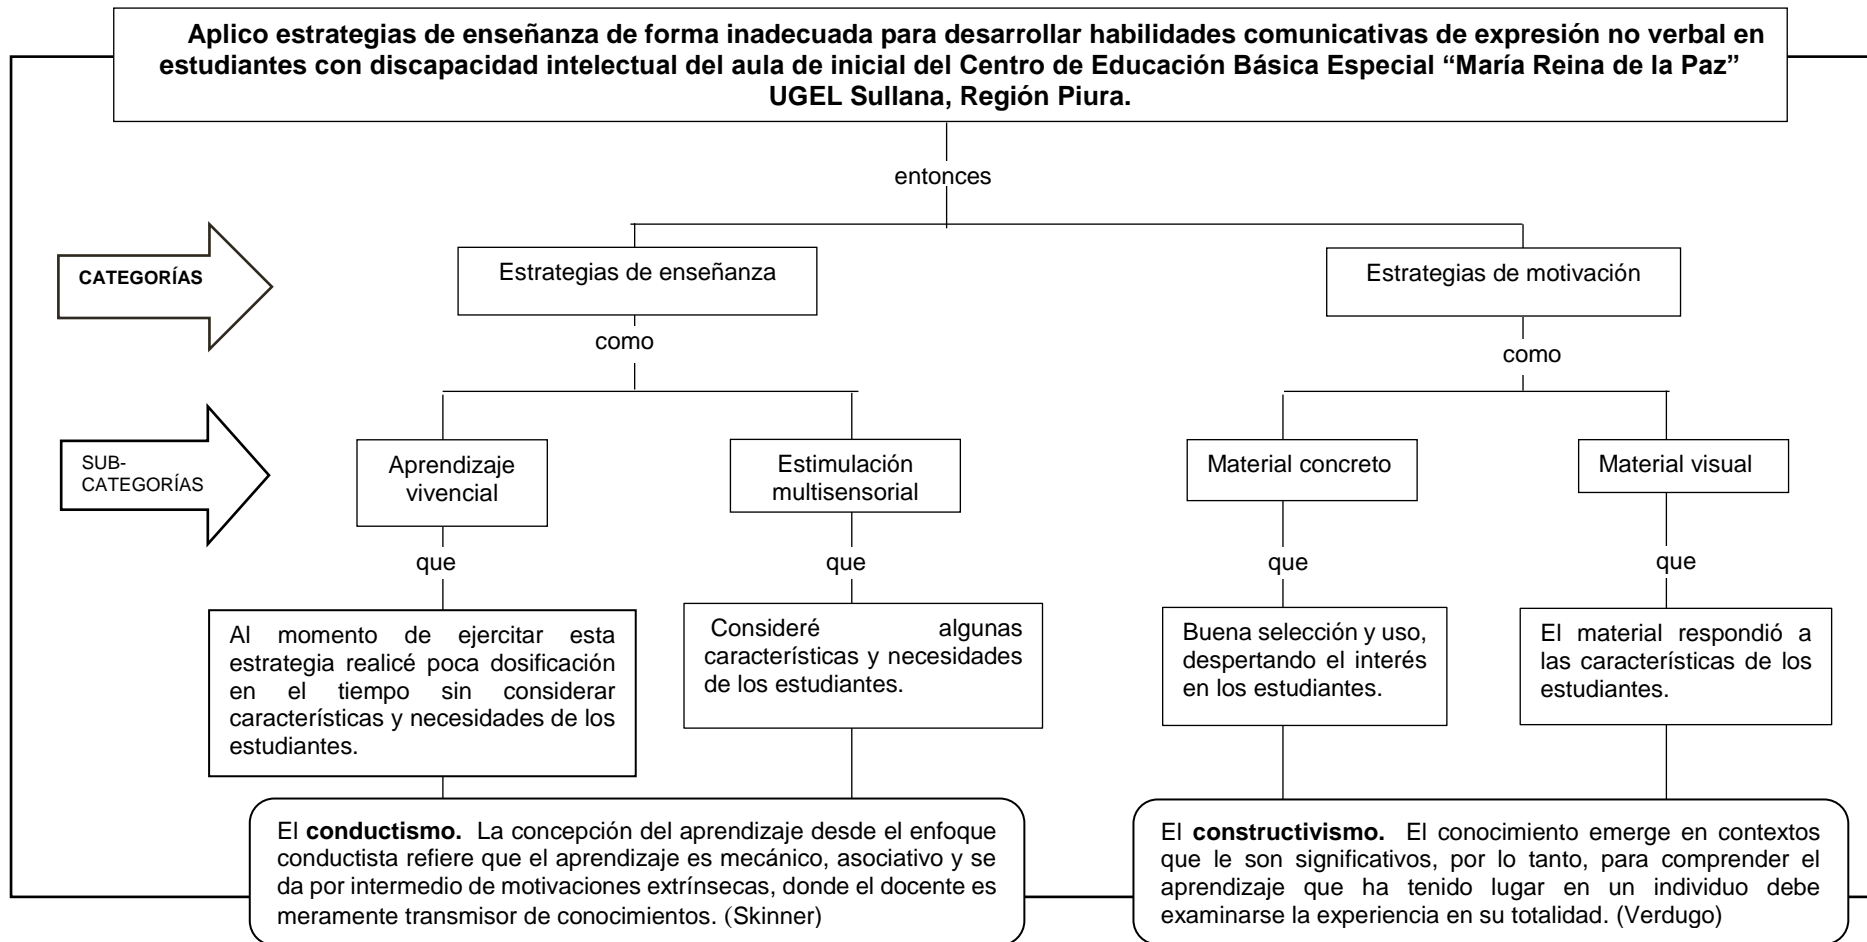 Aplico estrategias de enseñanza de forma inadecuada para desarrollar habilidades comunicativas de expresión no verbal en
estudiantes con discapacidad intelectual del aula de inicial del Centro de Educación Básica Especial “María Reina de la Paz”
UGEL Sullana, Región Piura.
entonces
CATEGORÍAS
Estrategias de enseñanza
Estrategias de motivación
como
como
SUB-
CATEGORÍAS
Aprendizaje
vivencial
Estimulación
multisensorial
Material concreto
Material visual
que
que
que
que
Al momento de ejercitar esta
estrategia realicé poca dosificación
en el tiempo sin considerar
características y necesidades de los
estudiantes.
Consideré algunas
características y necesidades
de los estudiantes.
Buena selección y uso,
despertando el interés
en los estudiantes.
El material respondió a
las características de los
estudiantes.
El conductismo. La concepción del aprendizaje desde el enfoque
conductista refiere que el aprendizaje es mecánico, asociativo y se
da por intermedio de motivaciones extrínsecas, donde el docente es
meramente transmisor de conocimientos. (Skinner)
El constructivismo. El conocimiento emerge en contextos
que le son significativos, por lo tanto, para comprender el
aprendizaje que ha tenido lugar en un individuo debe
examinarse la experiencia en su totalidad. (Verdugo)